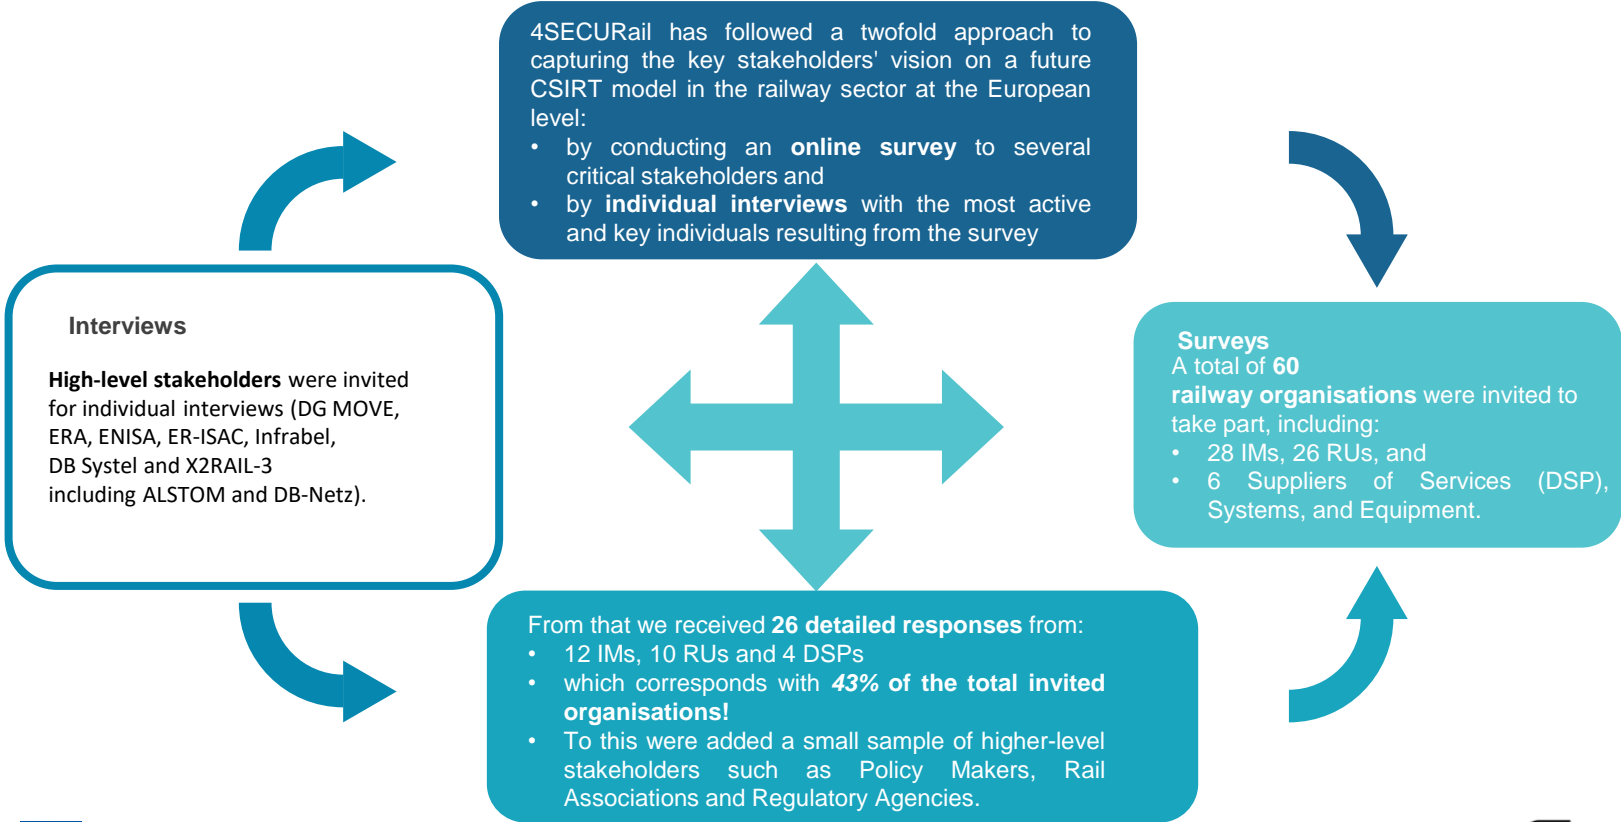 4SECURail has followed a twofold approach to
capturing the key stakeholders' vision on a future
CSIRT model in the railway sector at the European
level:
• by conducting an online survey to several
critical stakeholders and
• by individual interviews with the most active
and key individuals resulting from the survey
Interviews
High-level stakeholders were invited
for individual interviews (DG MOVE,
ERA, ENISA, ER-ISAC, Infrabel,
DB Systel and X2RAIL-3
including ALSTOM and DB-Netz).
Surveys
A total of 60
railway organisations were invited to
take part, including:
• 28 IMs, 26 RUs, and
• 6 Suppliers of Services (DSP),
Systems, and Equipment.
From that we received 26 detailed responses from:
• 12 IMs, 10 RUs and 4 DSPs
• which corresponds with 43% of the total invited
organisations!
• To this were added a small sample of higher-level
stakeholders such as Policy Makers, Rail
Associations and Regulatory Agencies.